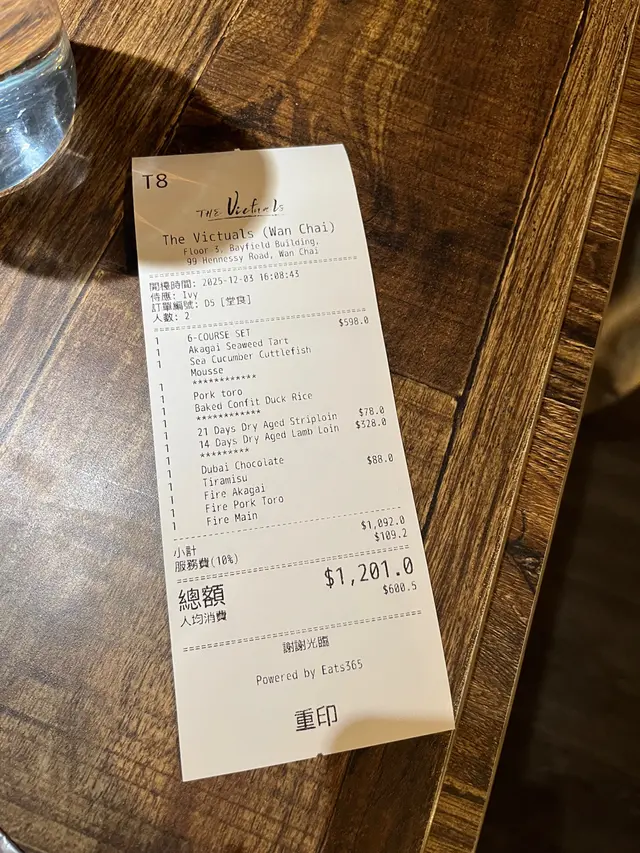 T8
THE Victuals
The Victuals (Wan Chai)
Floor 3, Bayfield Building,
99 Hennessy Road, Wan Chai
開檯時間: 2025-12-03 16:08:43
侍應: Ivy
訂單編號: D5 [堂食]
人數: 2
1 6-COURSE SET $598.0
1 Akagai Seaweed Tart
1 Sea Cucumber Cuttlefish
Mousse
1 ************
1 Pork toro
1 Baked Confit Duck Rice
1 ************
1 21 Days Dry Aged Striploin $78.0
1 14 Days Dry Aged Lamb Loin $328.0
1 *********
1 Dubai Chocolate $88.0
1 Tiramisu
1 Fire Akagai
1 Fire Pork Toro
1 Fire Main
小計 $1,092.0
服務費(10%) $109.2
總額 $1,201.0
人均消費 $600.5
謝謝光臨
Powered by Eats365
重印